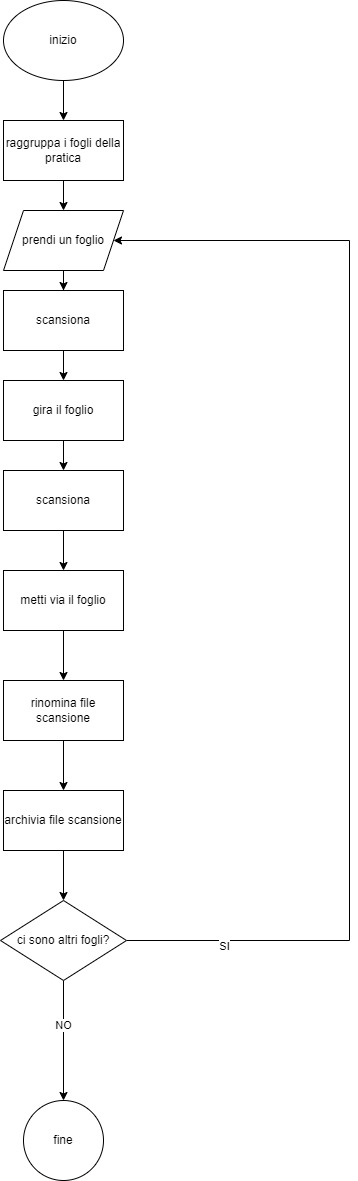 inizio
raggruppa i fogli della
pratica
prendi un foglio
scansiona
gira il foglio
scansiona
metti via il foglio
rinomina file
scansione
archivia file scansione
ci sono altri fogli?
SI
NO
fine